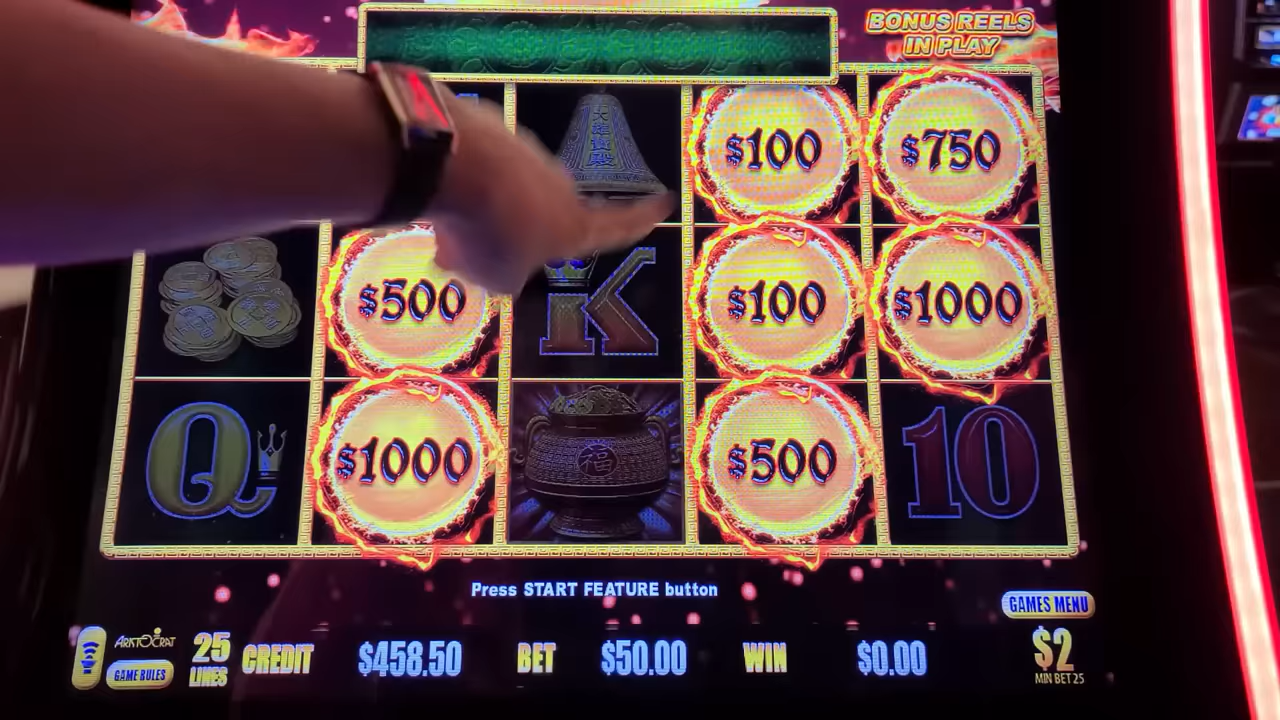 BONUS REELS
IN PLAY
$100
$750
$500
K
$100
$1000
Q
$1000
福
$500
10
Press START FEATURE button
GAMES MENU
ARISTOCRAT
GAME RULES
25
LINES
CREDIT
$458.50
BET
$50.00
WIN
$0.00
$2
MIN BET 25